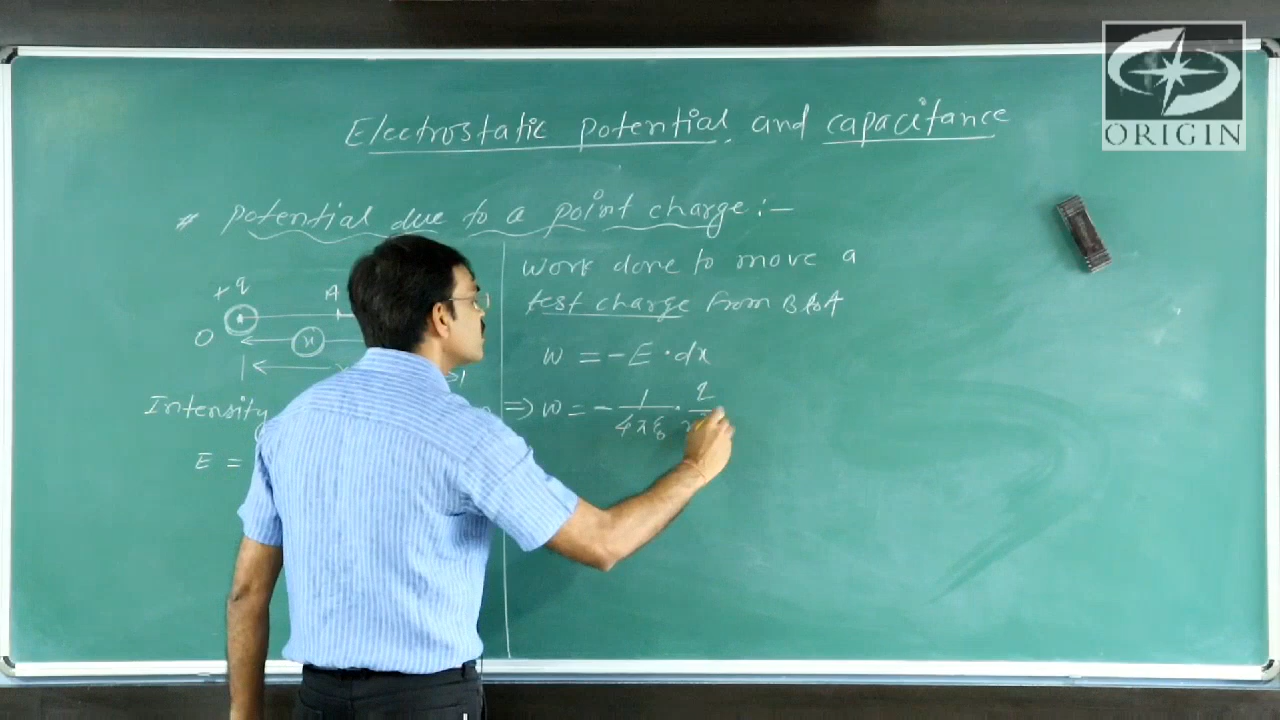 ORIGIN
Electrostatic potential and capacitance
# Potential due to a point charge :-
+q
A
O
x
Intensity
E =
Work done to move a
test charge from B to A
W = -E · dx
=> W = - 1/4πε₀ · q/x